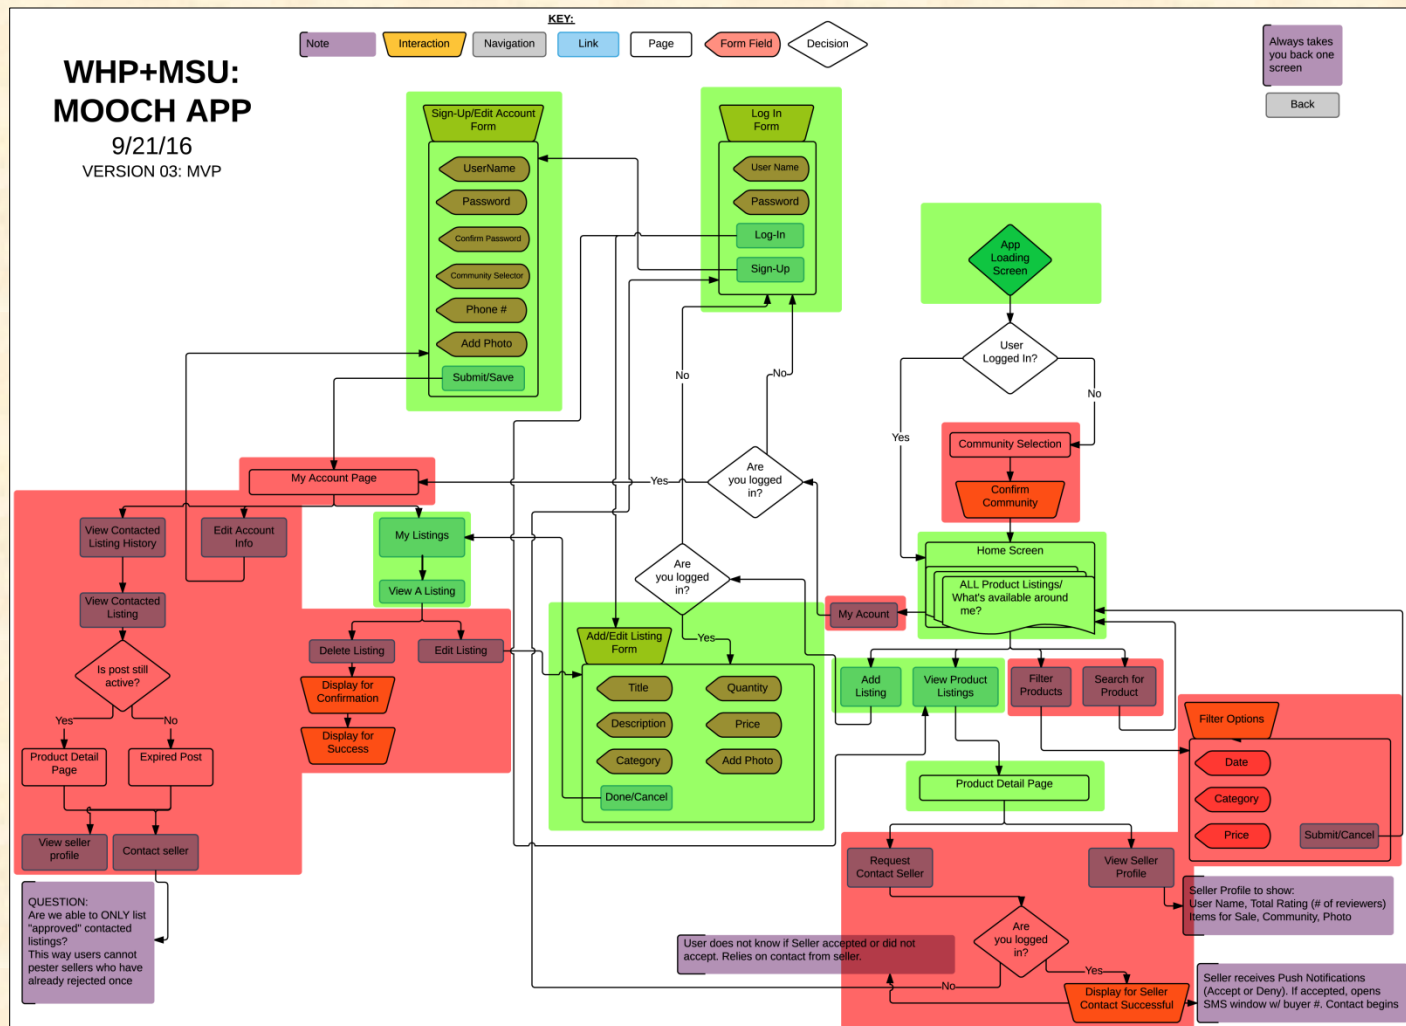 KEY:
Note
Interaction
Navigation
Link
Page
Form Field
Decision
Always takes
you back one
screen
Back
WHP+MSU:
MOOCH APP
9/21/16
VERSION 03: MVP
Sign-Up/Edit Account
Form
UserName
Password
Confirm Password
Community Selector
Phone #
Add Photo
Submit/Save
Log In
Form
User Name
Password
Log-In
Sign-Up
App
Loading
Screen
User
Logged In?
No
Yes
Community Selection
Confirm
Community
Home Screen
ALL Product Listings/
What's available around
me?
No
No
Are
you logged
in?
Yes
My Account Page
View Contacted
Listing History
Edit Account
Info
My Listings
View A Listing
View Contacted
Listing
Is post still
active?
Yes
No
Product Detail
Page
Expired Post
View seller
profile
Contact seller
QUESTION:
Are we able to ONLY list
"approved" contacted
listings?
This way users cannot
pester sellers who have
already rejected once
Delete Listing
Edit Listing
Display for
Confirmation
Display for
Success
Are
you logged
in?
Yes
Add/Edit Listing
Form
Title
Quantity
Description
Price
Category
Add Photo
Done/Cancel
My Acount
Add
Listing
View Product
Listings
Filter
Products
Search for
Product
Filter Options
Date
Category
Price
Submit/Cancel
Product Detail Page
Request
Contact Seller
View Seller
Profile
Seller Profile to show:
User Name, Total Rating (# of reviewers)
Items for Sale, Community, Photo
Are
you logged
in?
User does not know if Seller accepted or did not
accept. Relies on contact from seller.
No
Yes
Display for Seller
Contact Successful
Seller receives Push Notifications
(Accept or Deny). If accepted, opens
SMS window w/ buyer #. Contact begins